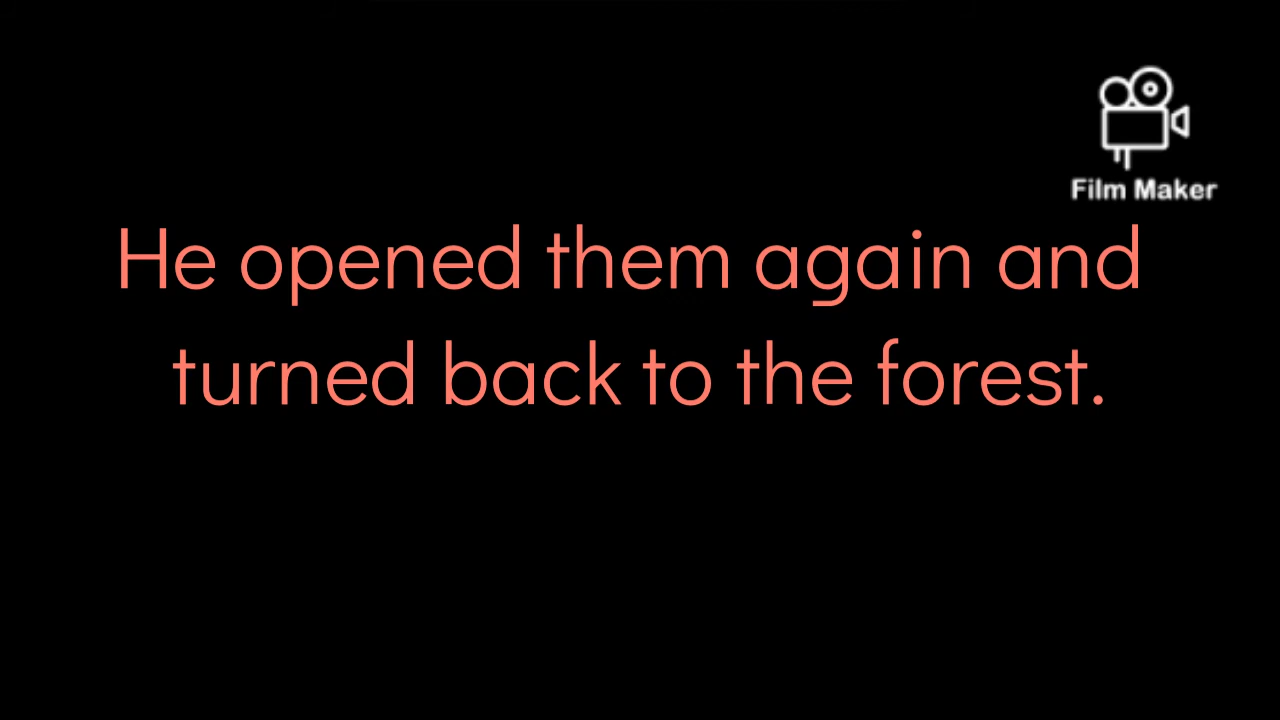 Film Maker
He opened them again and
turned back to the forest.